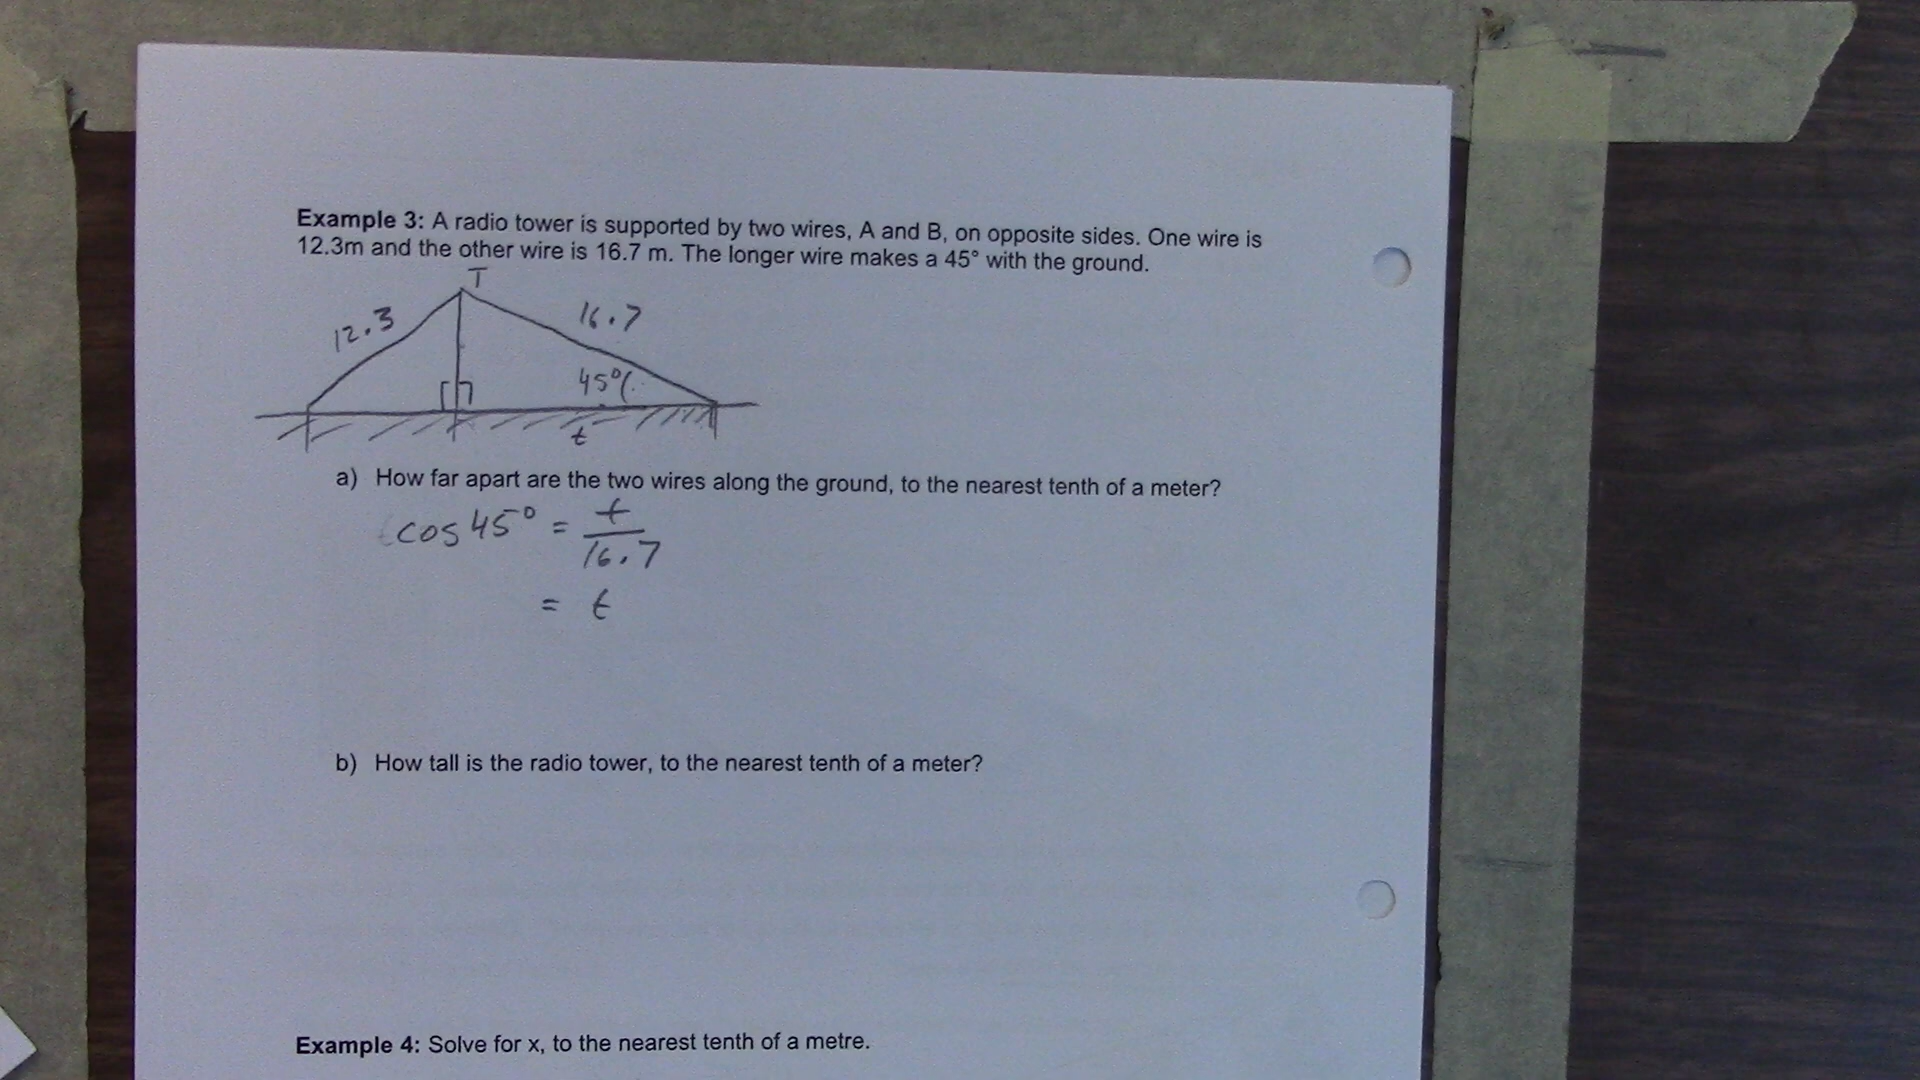 Example 3: A radio tower is supported by two wires, A and B, on opposite sides. One wire is
12.3m and the other wire is 16.7 m. The longer wire makes a 45° with the ground.
T
12.3
16.7
45°
t
a) How far apart are the two wires along the ground, to the nearest tenth of a meter?
cos 45° = t
16.7
= t
b) How tall is the radio tower, to the nearest tenth of a meter?
Example 4: Solve for x, to the nearest tenth of a metre.